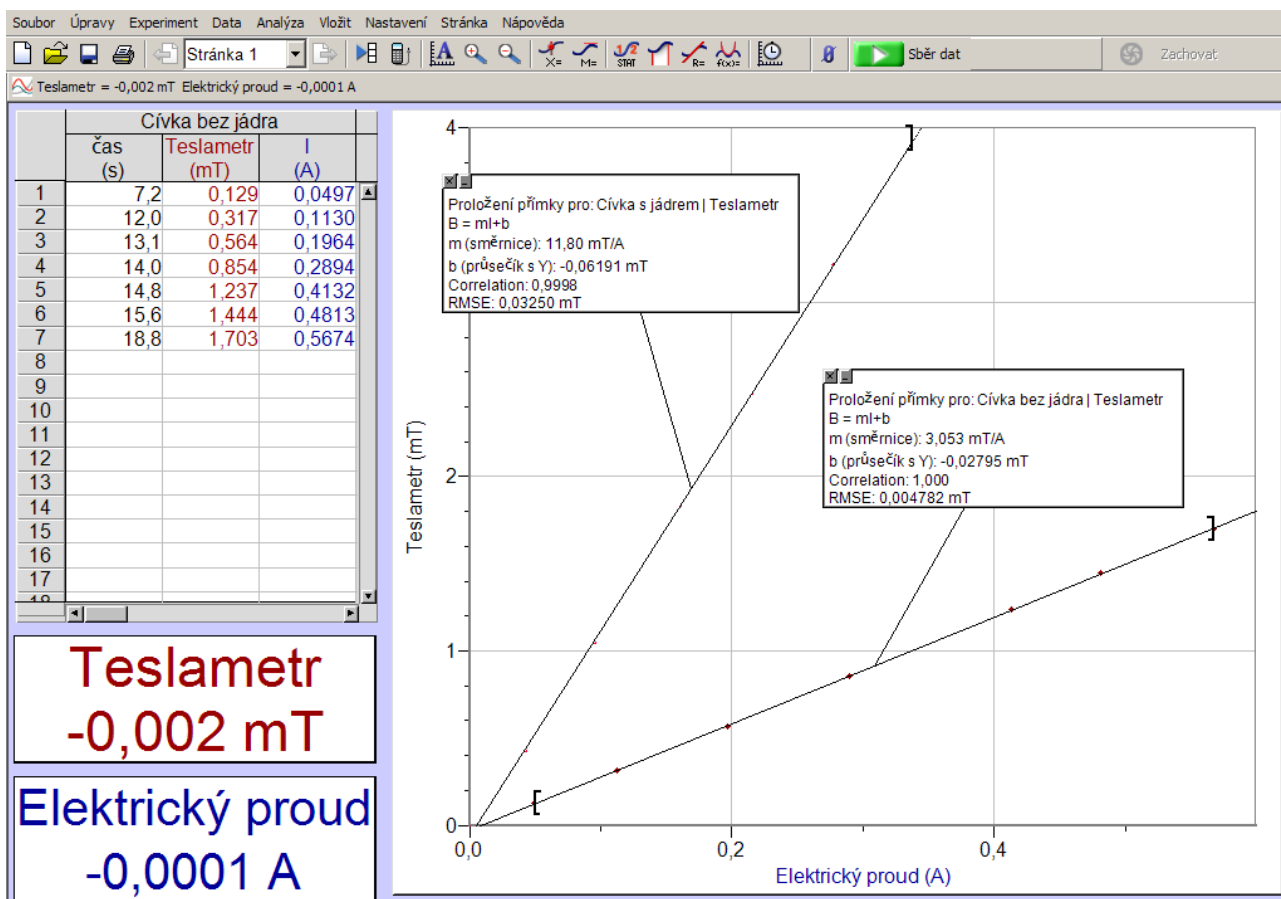 Soubor Úpravy Experiment Data Analýza Vložit Nastavení Stránka Nápověda
Stránka 1 X= M= 1/2 STAT R= f(x)= Sběr dat Zachovat
Teslametr = -0,002 mT Elektrický proud = -0,0001 A
Cívka bez jádra
čas Teslametr I
(s) (mT) (A)
1 7,2 0,129 0,0497
2 12,0 0,317 0,1130
3 13,1 0,564 0,1964
4 14,0 0,854 0,2894
5 14,8 1,237 0,4132
6 15,6 1,444 0,4813
7 18,8 1,703 0,5674
8
9
10
11
12
13
14
15
16
17
18
Teslametr
-0,002 mT
Elektrický proud
-0,0001 A
4
2
1
0
Teslametr (mT)
Proložení přímky pro: Cívka s jádrem | Teslametr
B = mI+b
m (směrnice): 11,80 mT/A
b (průsečík s Y): -0,06191 mT
Correlation: 0,9998
RMSE: 0,03250 mT
Proložení přímky pro: Cívka bez jádra | Teslametr
B = mI+b
m (směrnice): 3,053 mT/A
b (průsečík s Y): -0,02795 mT
Correlation: 1,000
RMSE: 0,004782 mT
0,0 0,2 0,4
Elektrický proud (A)